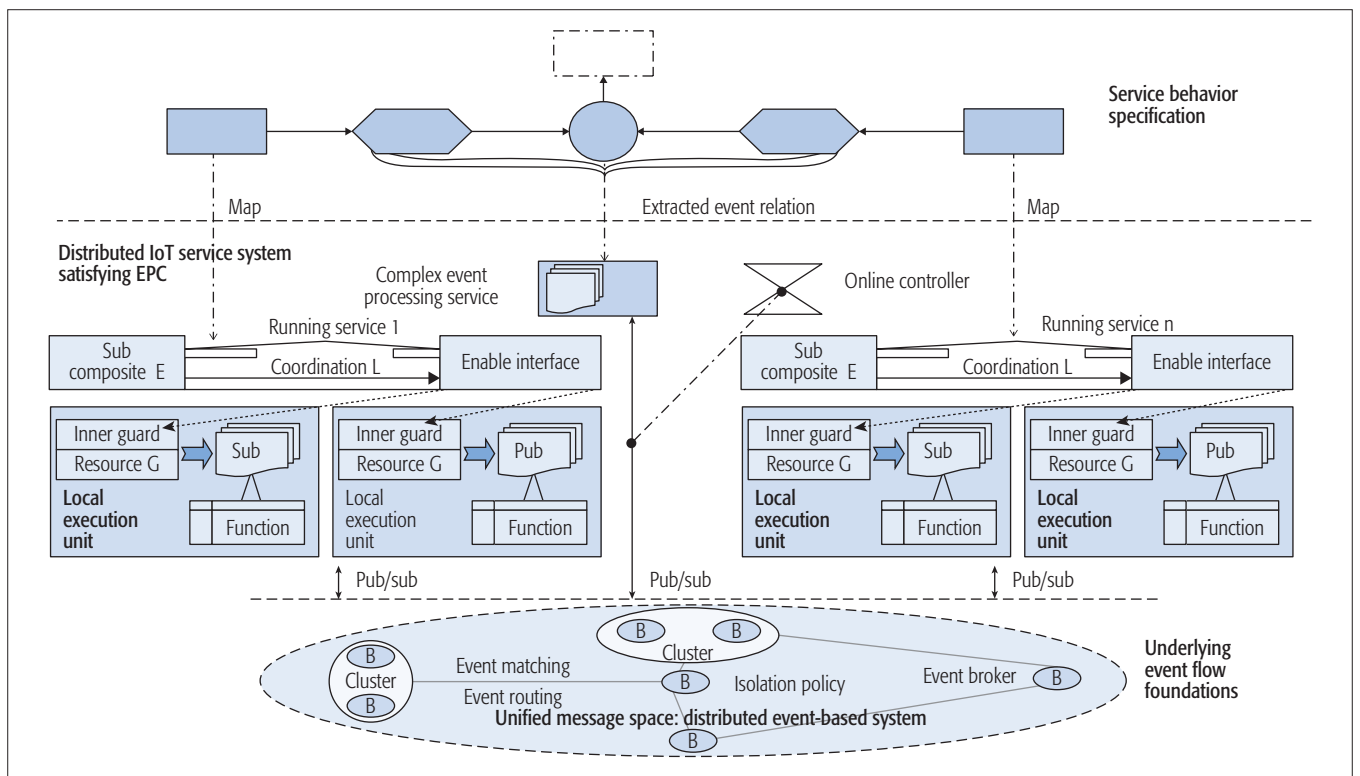 Service behavior
specification
Map
Extracted event relation
Map
Distributed IoT service system
satisfying EPC
Complex event
processing service
Online controller
Running service 1
Sub
composite E
Coordination L
Enable interface
Running service n
Sub
composite E
Coordination L
Enable interface
Inner guard
Resource G
Sub
Local
execution
unit
Function
Inner guard
Resource G
Pub
Local
execution
unit
Function
Inner guard
Resource G
Sub
Local
execution
unit
Function
Inner guard
Resource G
Pub
Local
execution
unit
Function
Pub/sub
Pub/sub
Pub/sub
B
B
Cluster
B
Cluster
B
Event matching
Event routing
B
Isolation policy
Event broker
B
Unified message space: distributed event-based system
B
Underlying
event flow
foundations